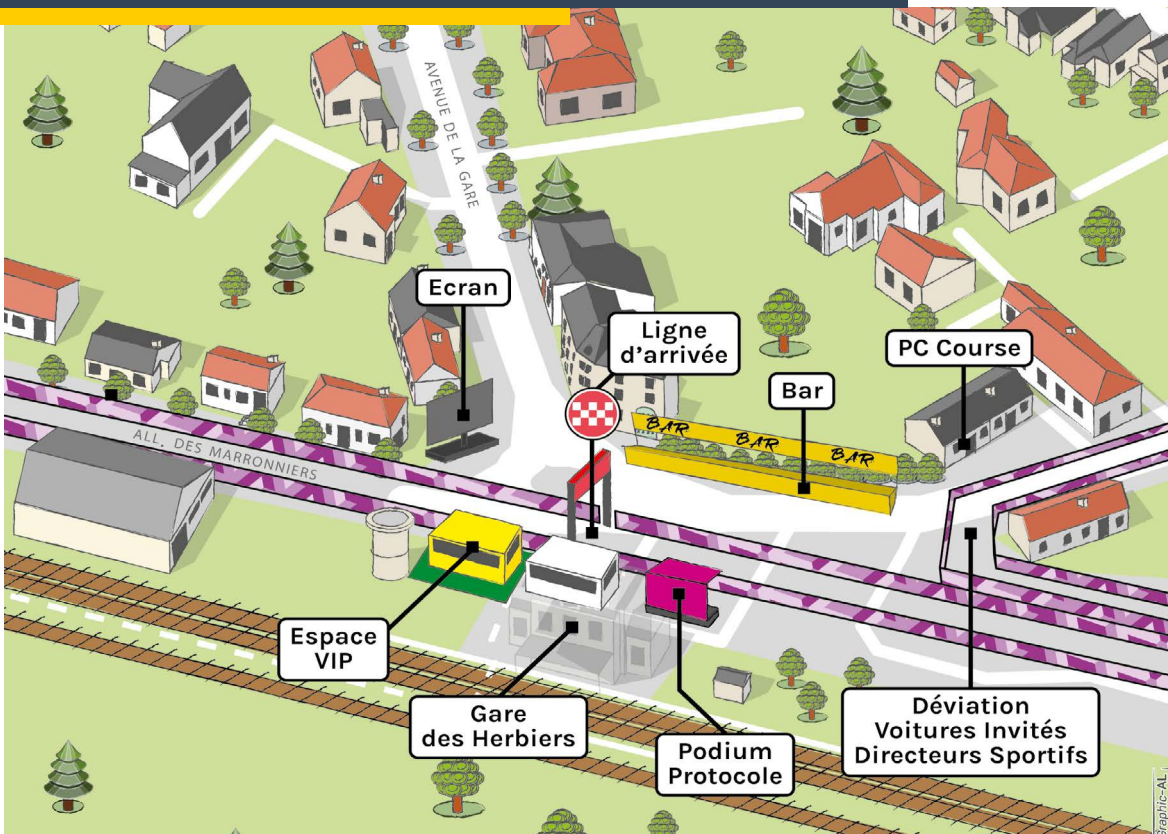 AVENUE DE LA GARE
Ecran
Ligne
d'arrivée
PC Course
Bar
BAR
BAR
BAR
ALL. DES MARRONNIERS
Espace
VIP
Gare
des Herbiers
Podium
Protocole
Déviation
Voitures Invités
Directeurs Sportifs